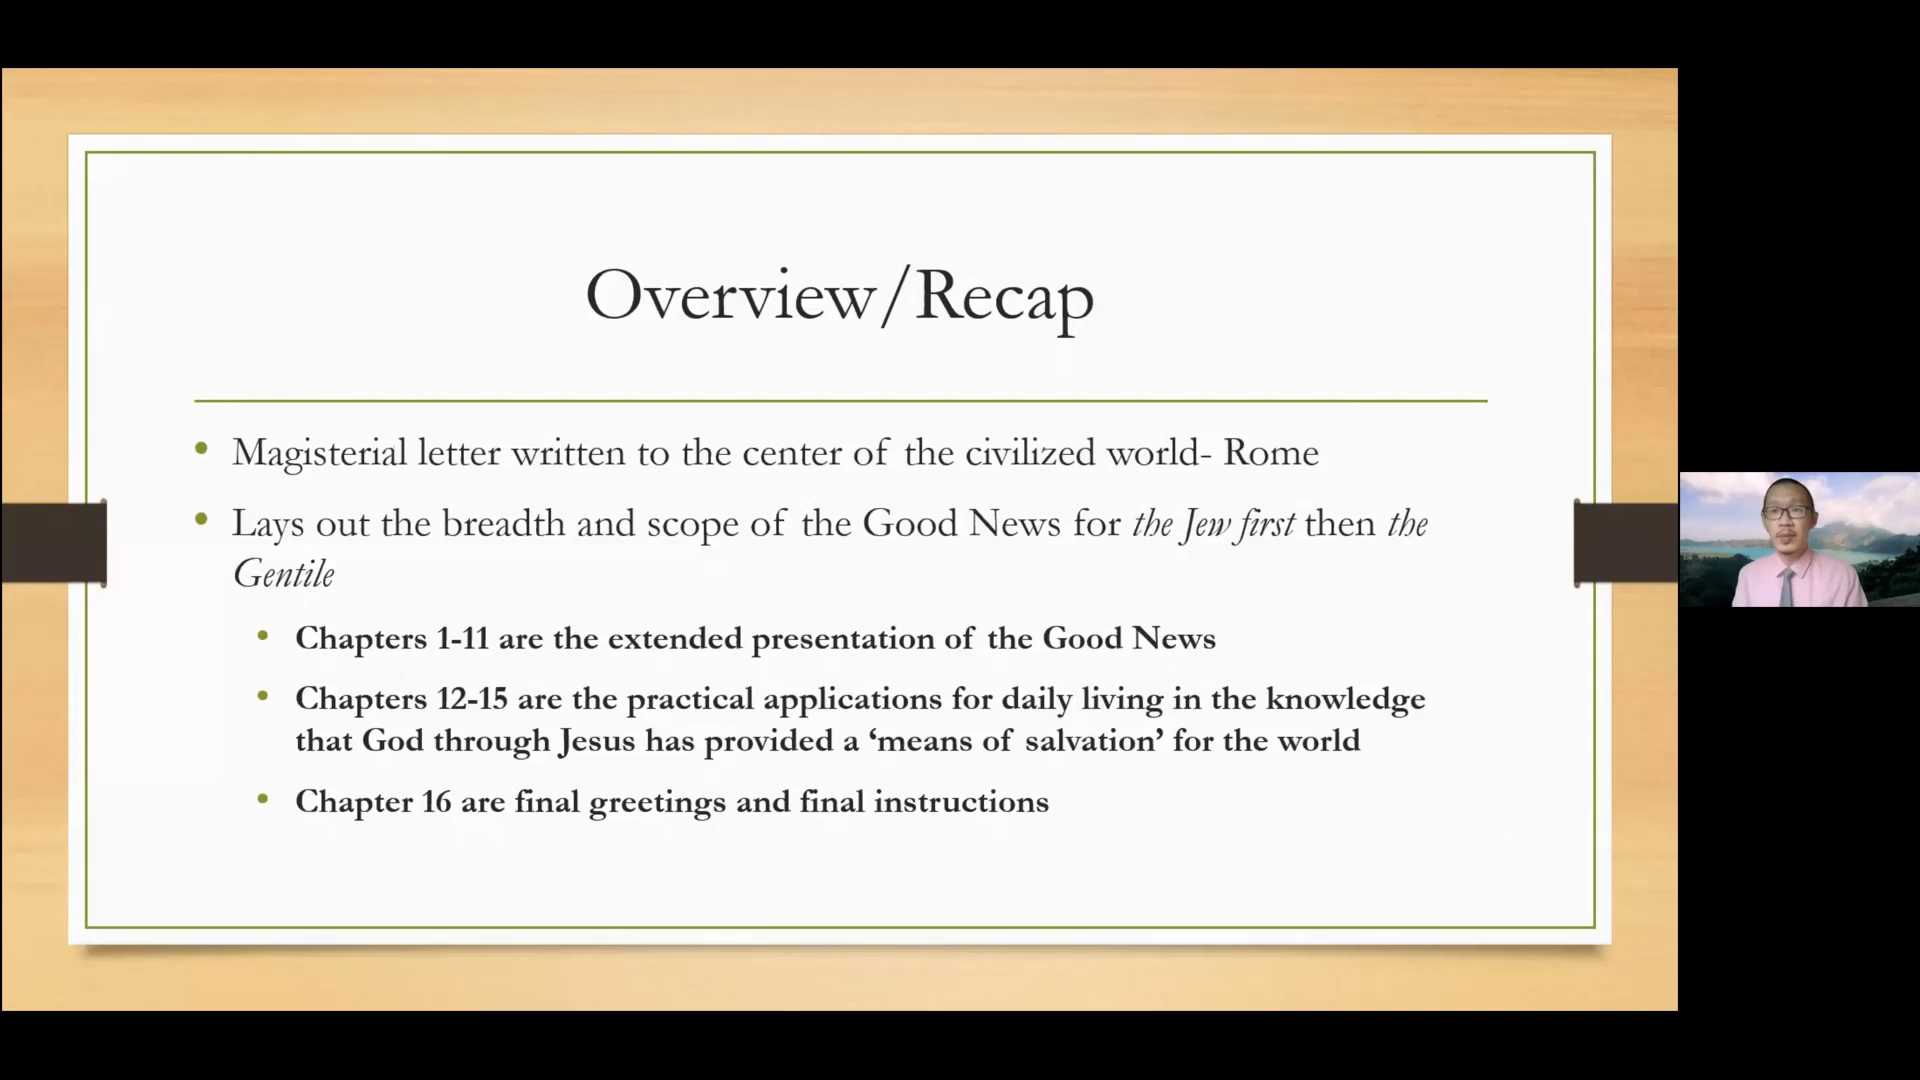 Overview/Recap
• Magisterial letter written to the center of the civilized world- Rome
• Lays out the breadth and scope of the Good News for the Jew first then the
Gentile
• Chapters 1-11 are the extended presentation of the Good News
• Chapters 12-15 are the practical applications for daily living in the knowledge
that God through Jesus has provided a ‘means of salvation’ for the world
• Chapter 16 are final greetings and final instructions